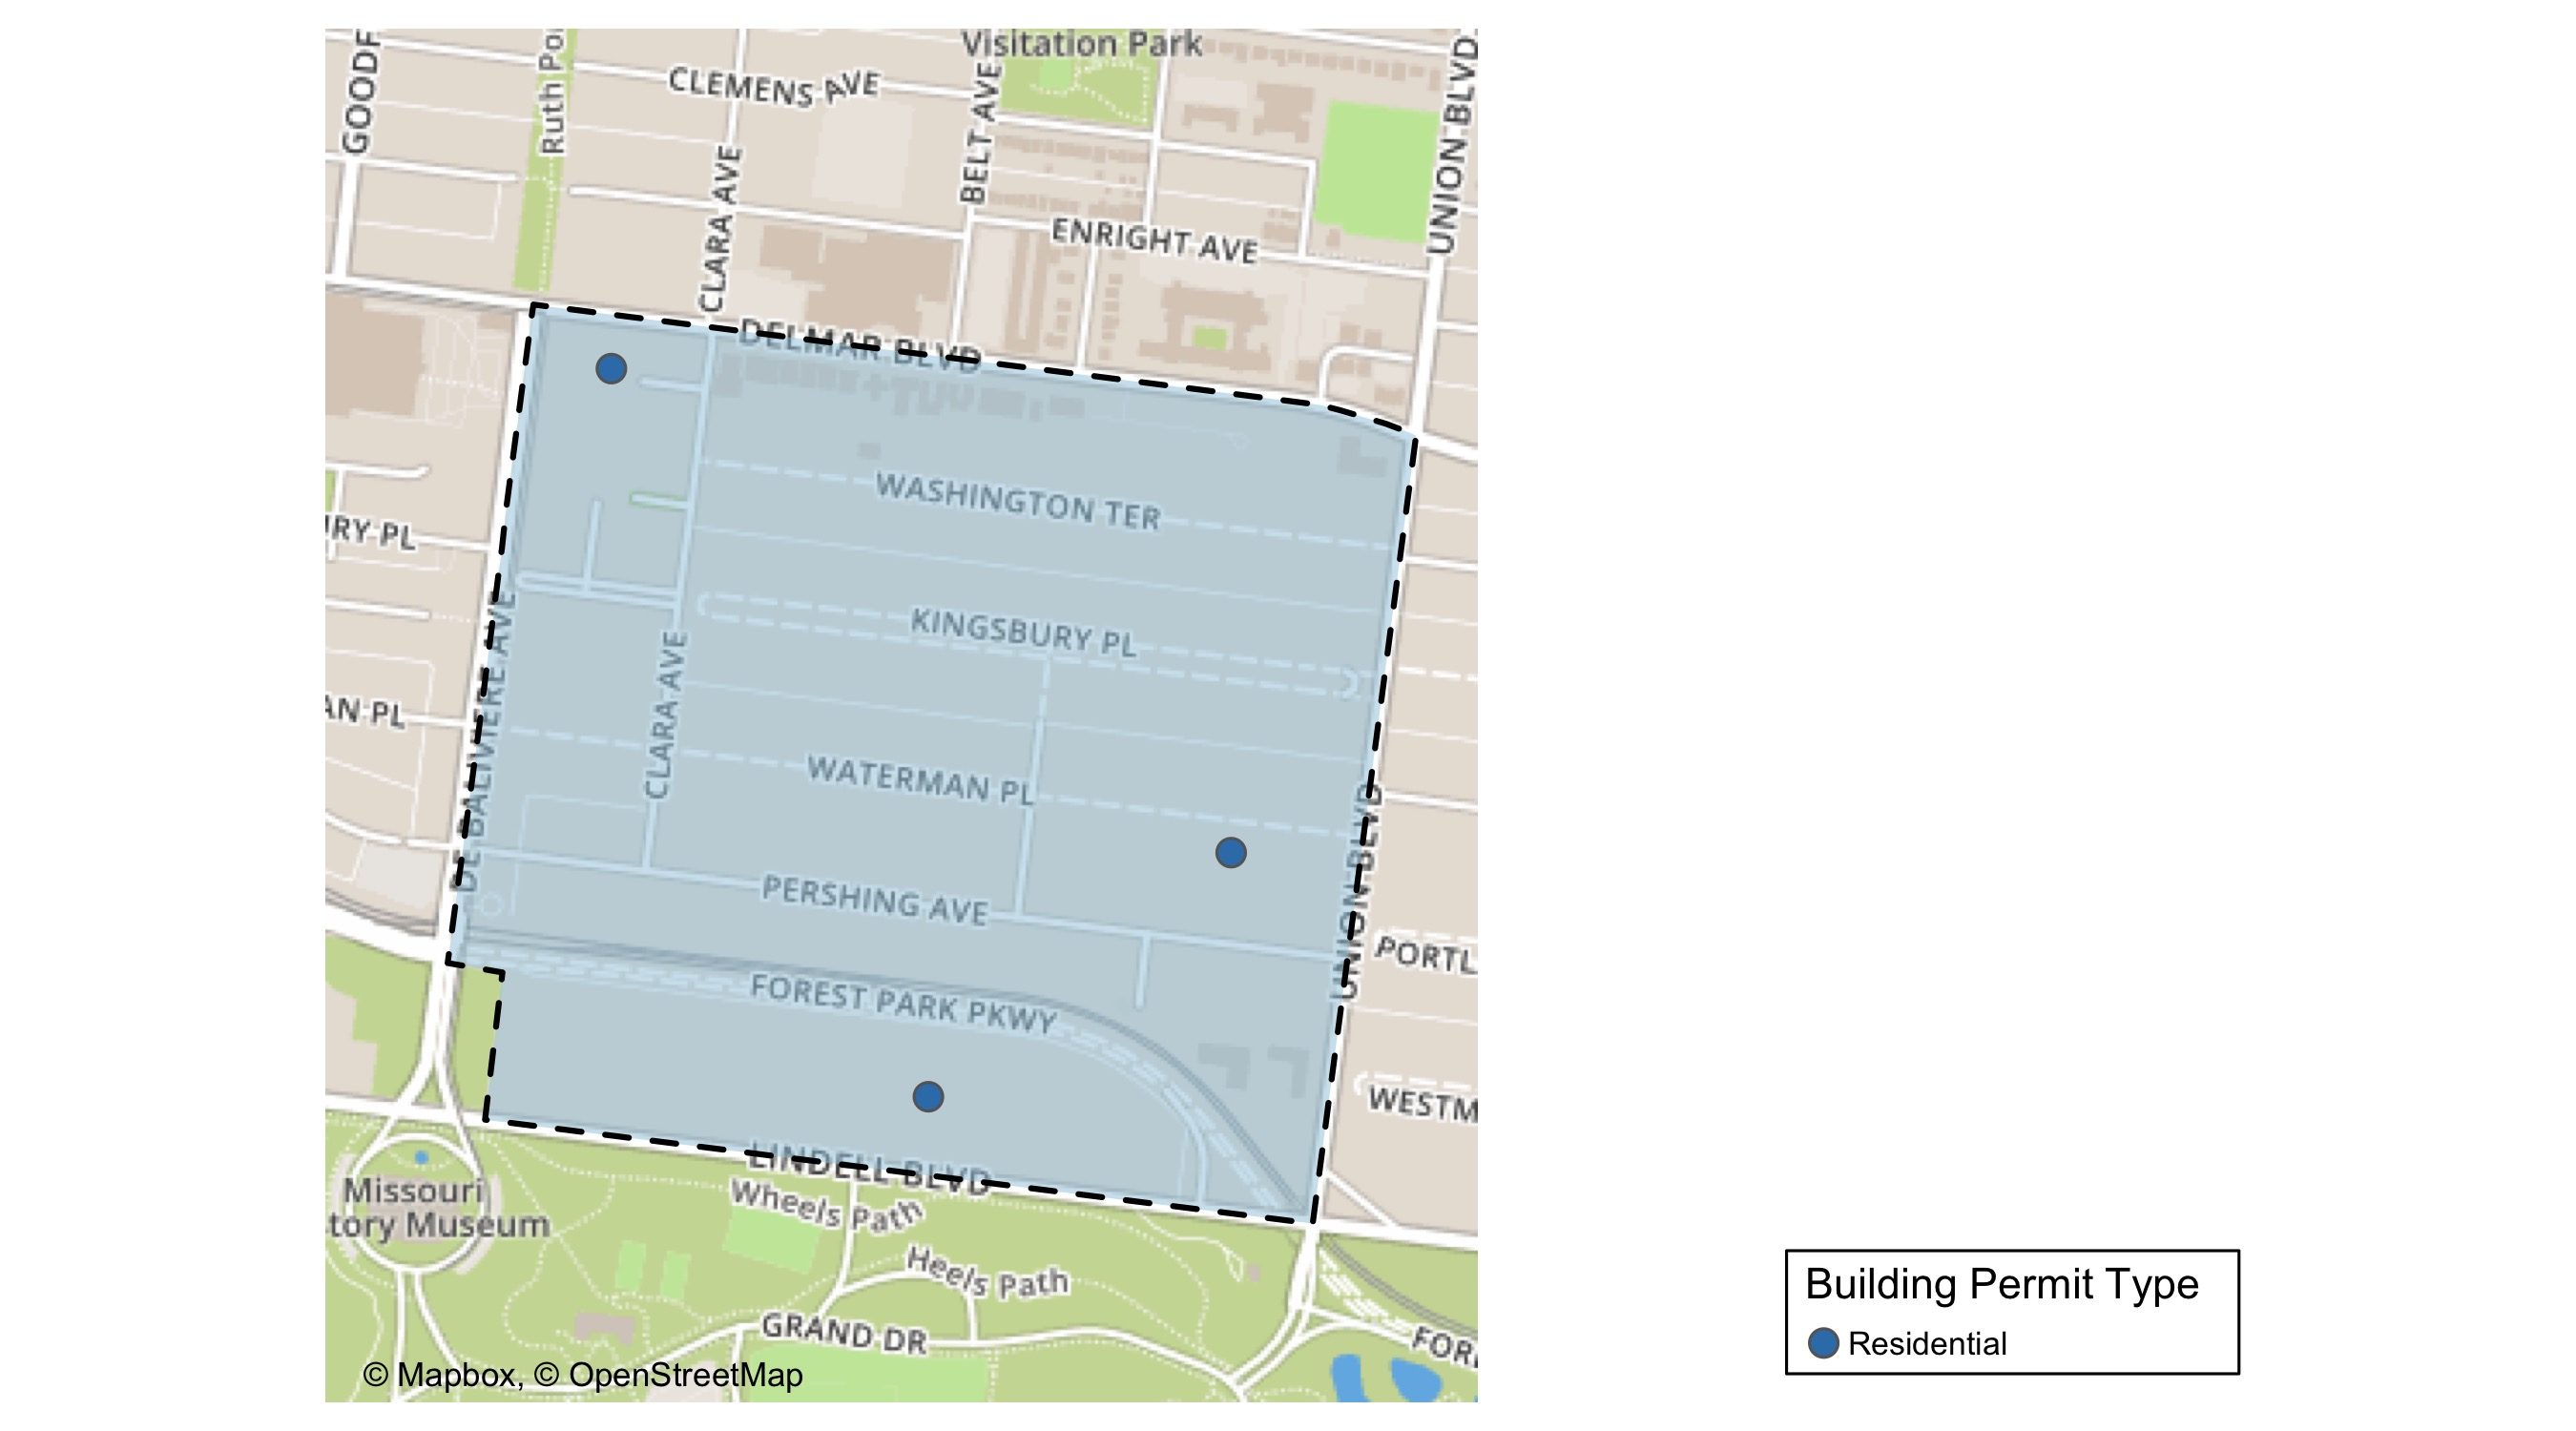 Visitation Park
GOODF
Ruth Po
CLEMENS AVE
BELT AVE
UNION BLVD
CLARA AVE
ENRIGHT AVE
DELMAR BLVD
WASHINGTON TER
URY PL
KINGSBURY PL
DE BALIVIERE AVE
CLARA AVE
AN PL
WATERMAN PL
UNION BLVD
PERSHING AVE
PORTL
FOREST PARK PKWY
WESTM
LINDELL BLVD
Missouri
tory Museum
Wheels Path
Heels Path
GRAND DR
FOR
© Mapbox, © OpenStreetMap
Building Permit Type
Residential